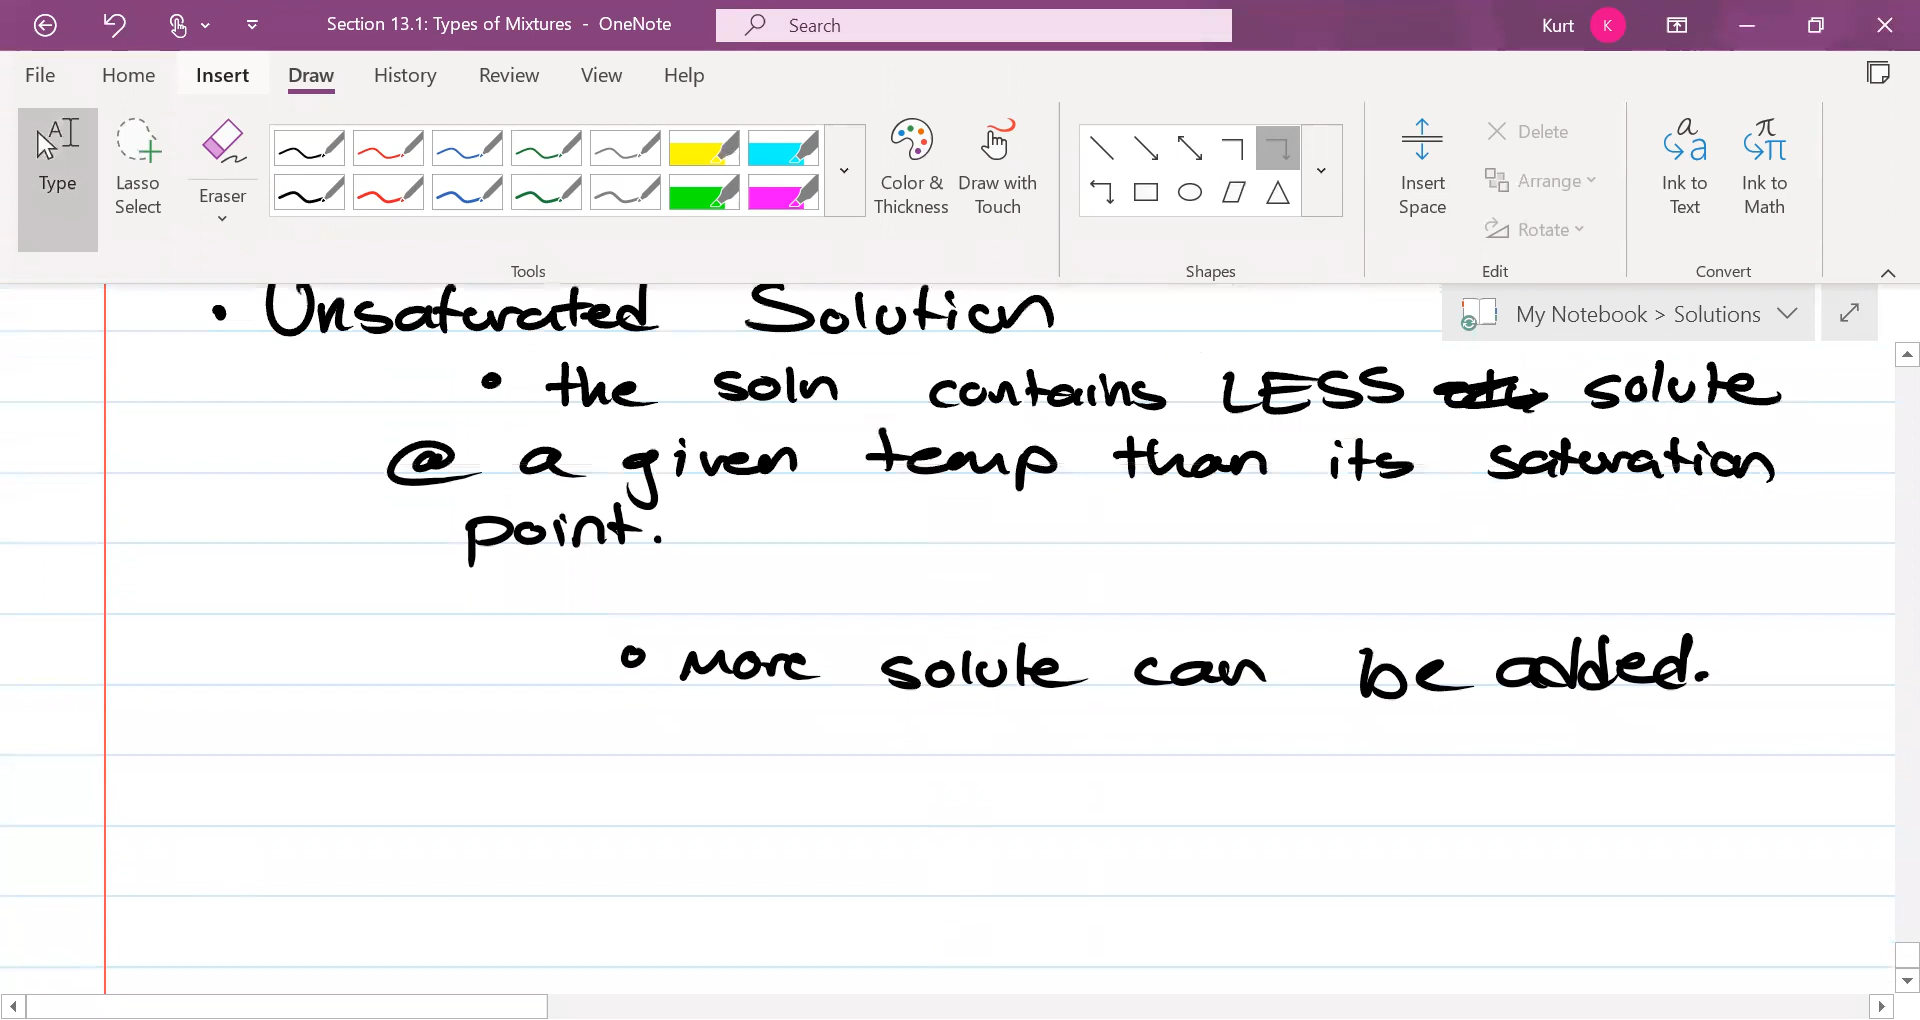 Section 13.1: Types of Mixtures - OneNote
Search
Kurt K
File Home Insert Draw History Review View Help
Type
Lasso Select
Eraser
Color & Thickness
Draw with Touch
Insert Space
Delete
Arrange
Rotate
Ink to Text
Ink to Math
Tools Shapes Edit Convert
My Notebook > Solutions
• Unsaturated Solution
• the soln contains LESS solute
@ a given temp than its saturation
point.
• more solute can be added.